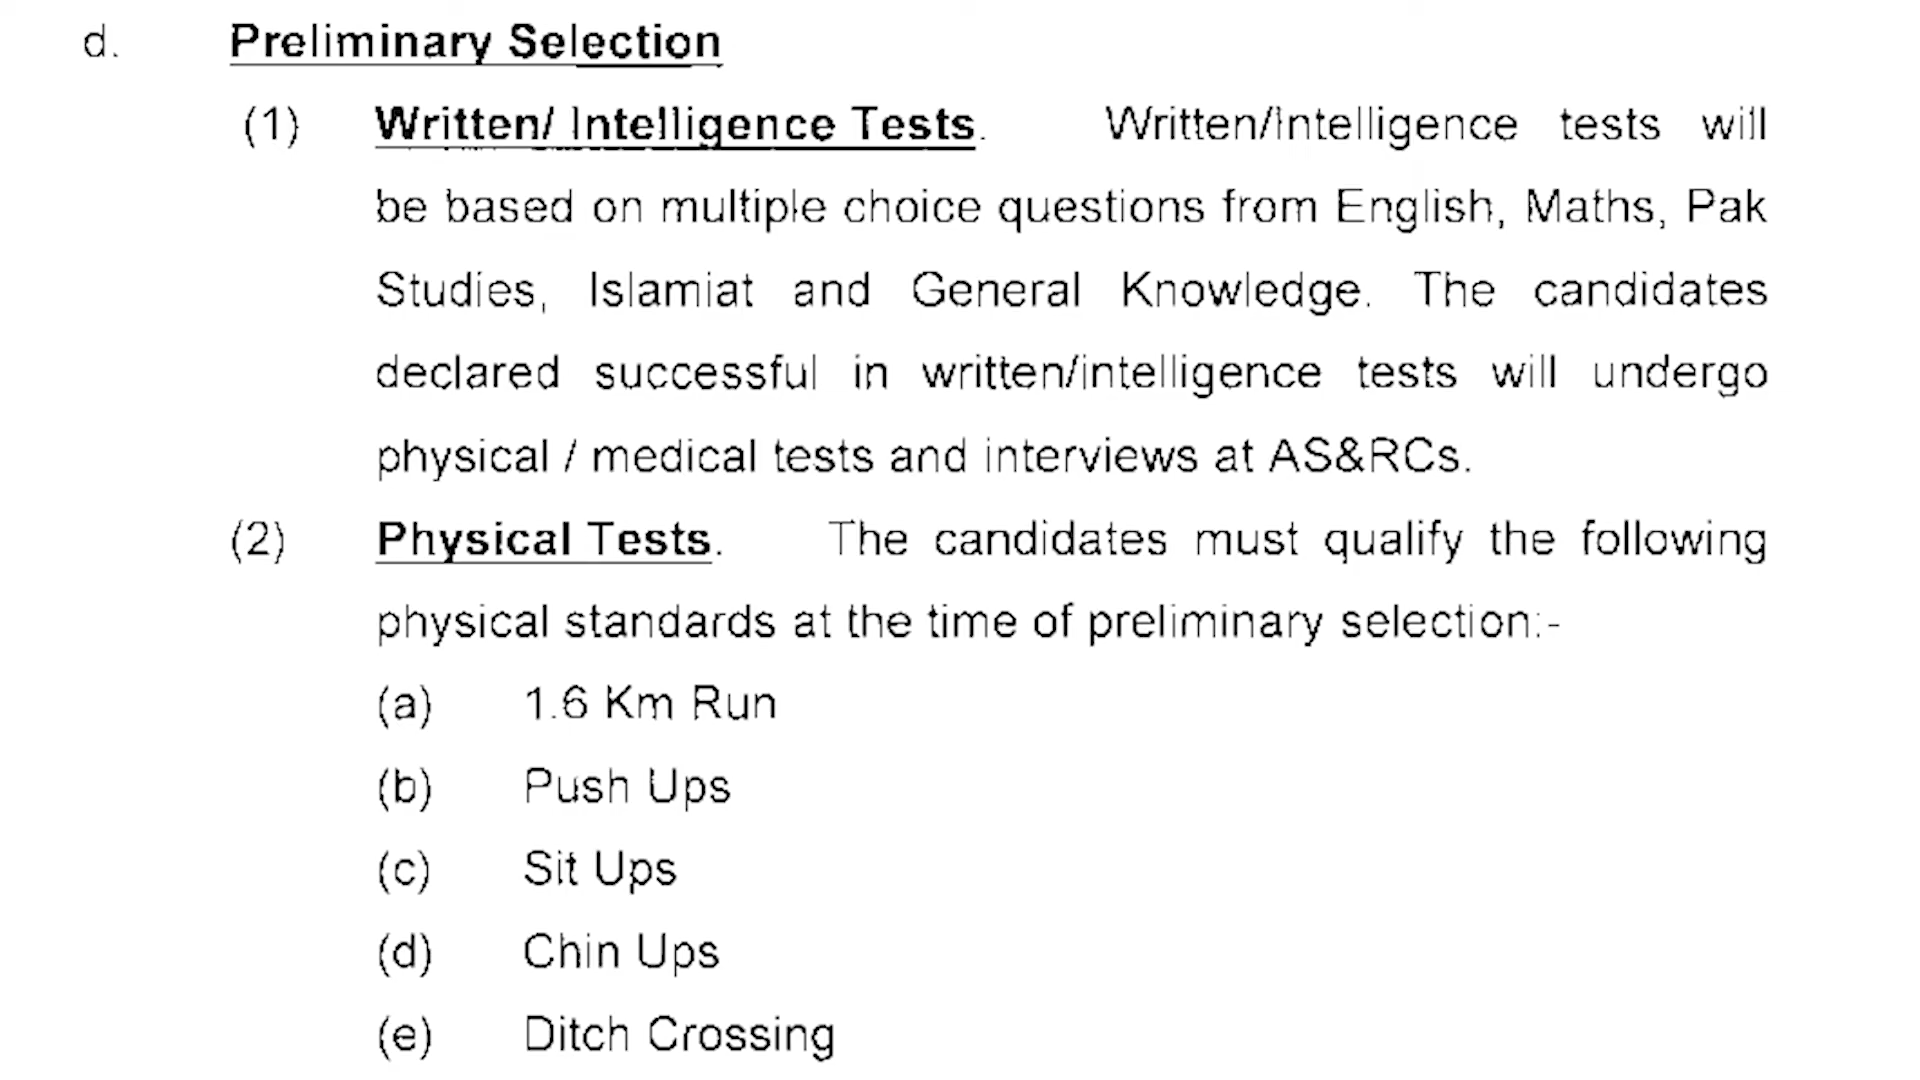 d. Preliminary Selection
(1) Written/ Intelligence Tests. Written/Intelligence tests will
be based on multiple choice questions from English, Maths, Pak
Studies, Islamiat and General Knowledge. The candidates
declared successful in written/intelligence tests will undergo
physical / medical tests and interviews at AS&RCs.
(2) Physical Tests. The candidates must qualify the following
physical standards at the time of preliminary selection:-
(a) 1.6 Km Run
(b) Push Ups
(c) Sit Ups
(d) Chin Ups
(e) Ditch Crossing